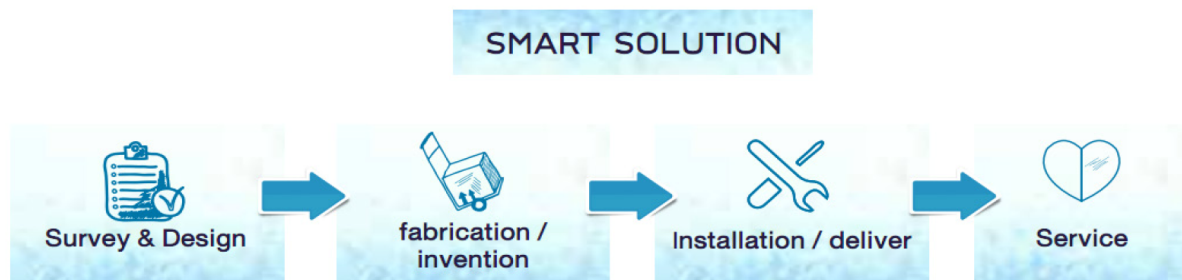 SMART SOLUTION
Survey & Design
fabrication /
invention
Installation / deliver
Service